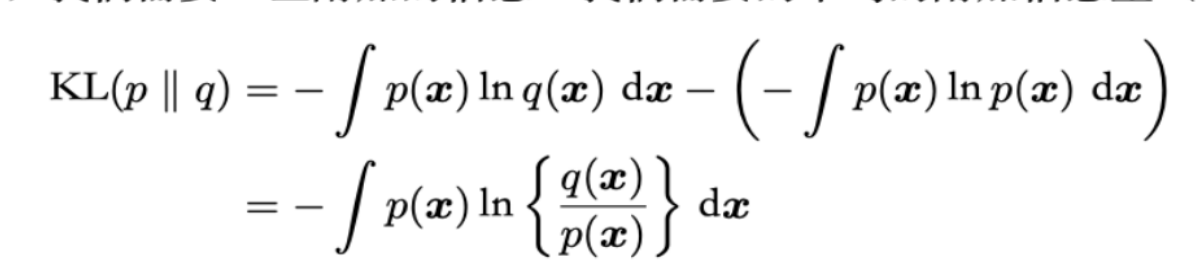 KL(p ∥ q) = − ∫ p(𝒙) ln q(𝒙) d𝒙 − (− ∫ p(𝒙) ln p(𝒙) d𝒙)
= − ∫ p(𝒙) ln { q(𝒙) / p(𝒙) } d𝒙